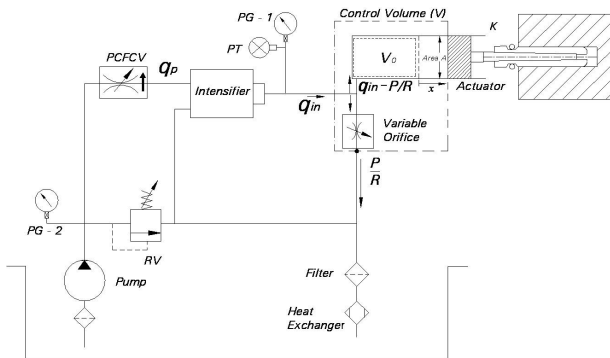 PG - 1
Control Volume (V)
PT
K
PCFCV
qp
V0
Area A
Intensifier
qin
qin-P/R
x
Actuator
Variable
Orifice
P
R
PG - 2
RV
Pump
Filter
Heat
Exchanger